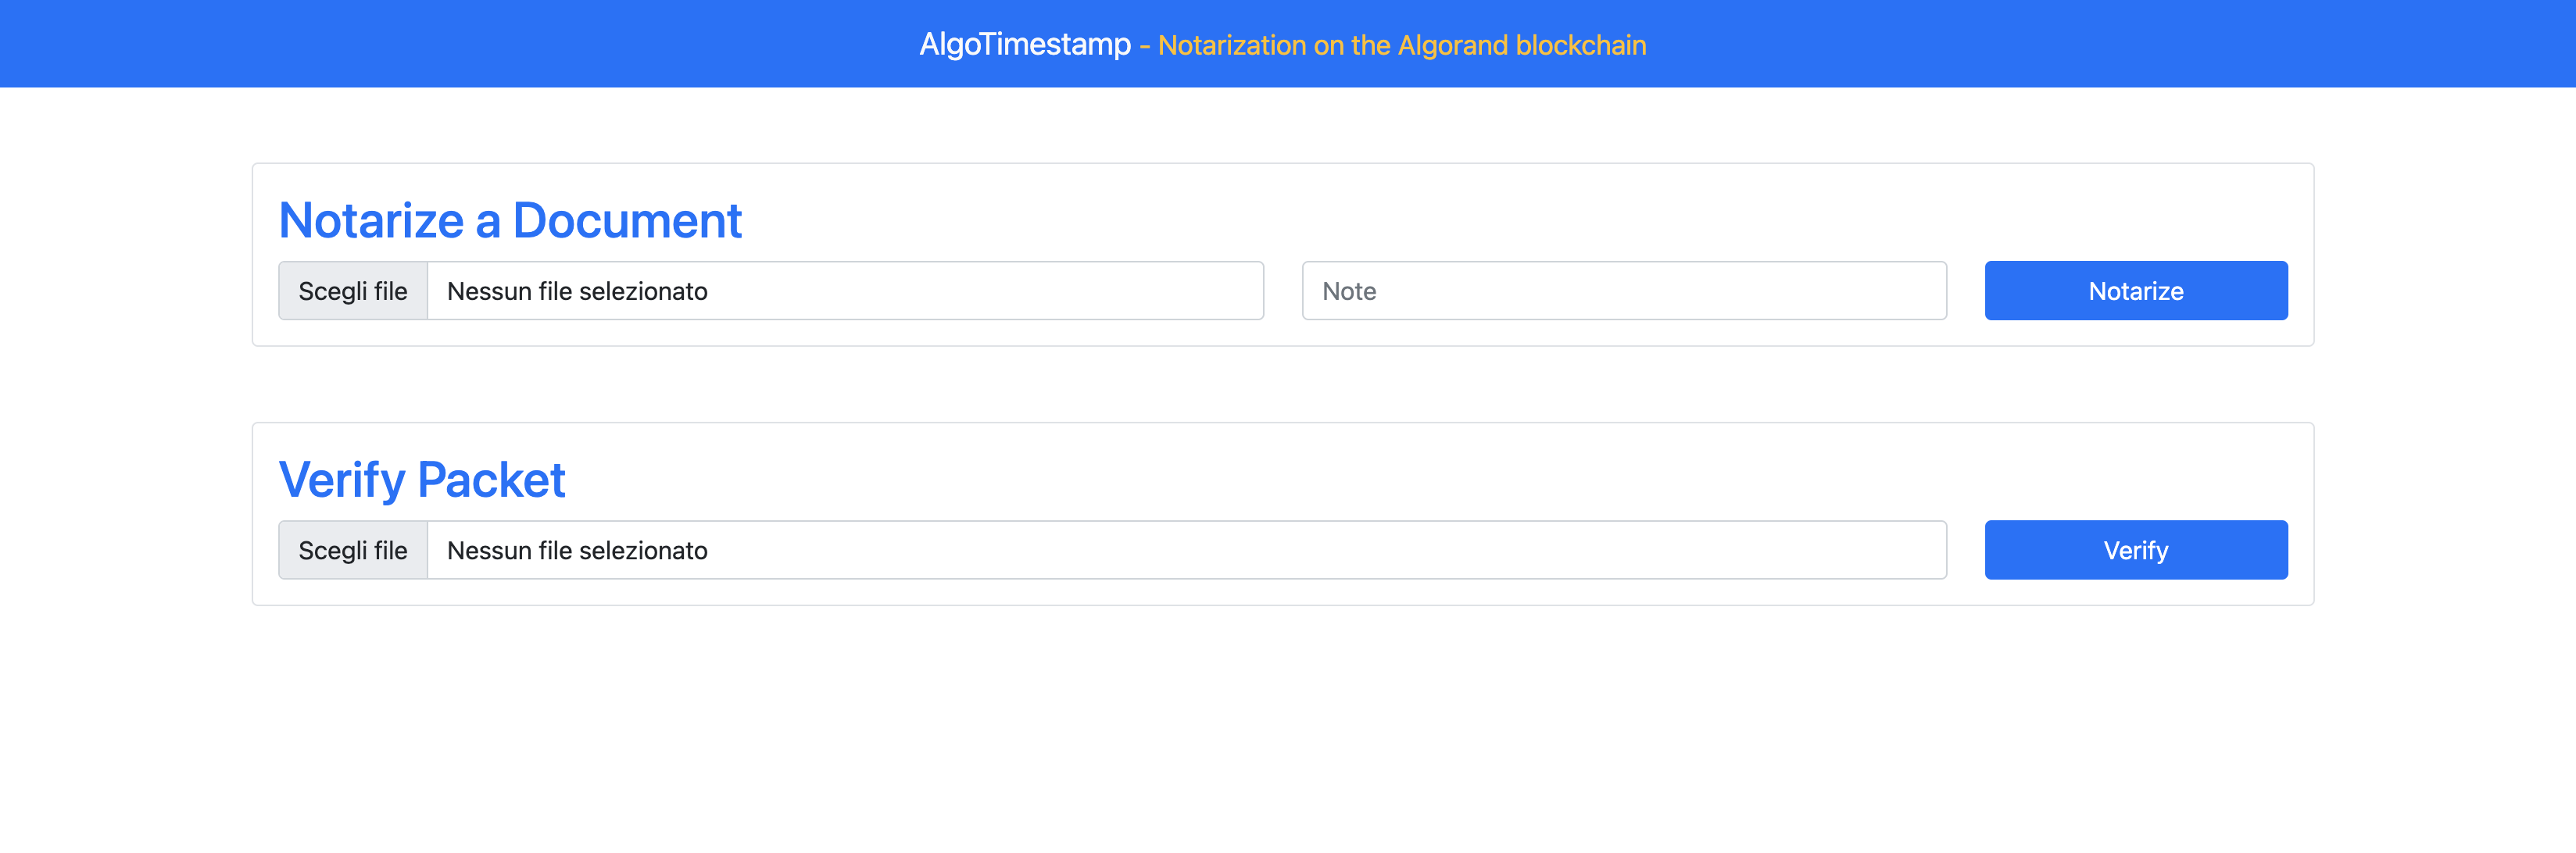 AlgoTimestamp - Notarization on the Algorand blockchain
Notarize a Document
Scegli file Nessun file selezionato Note Notarize
Verify Packet
Scegli file Nessun file selezionato Verify